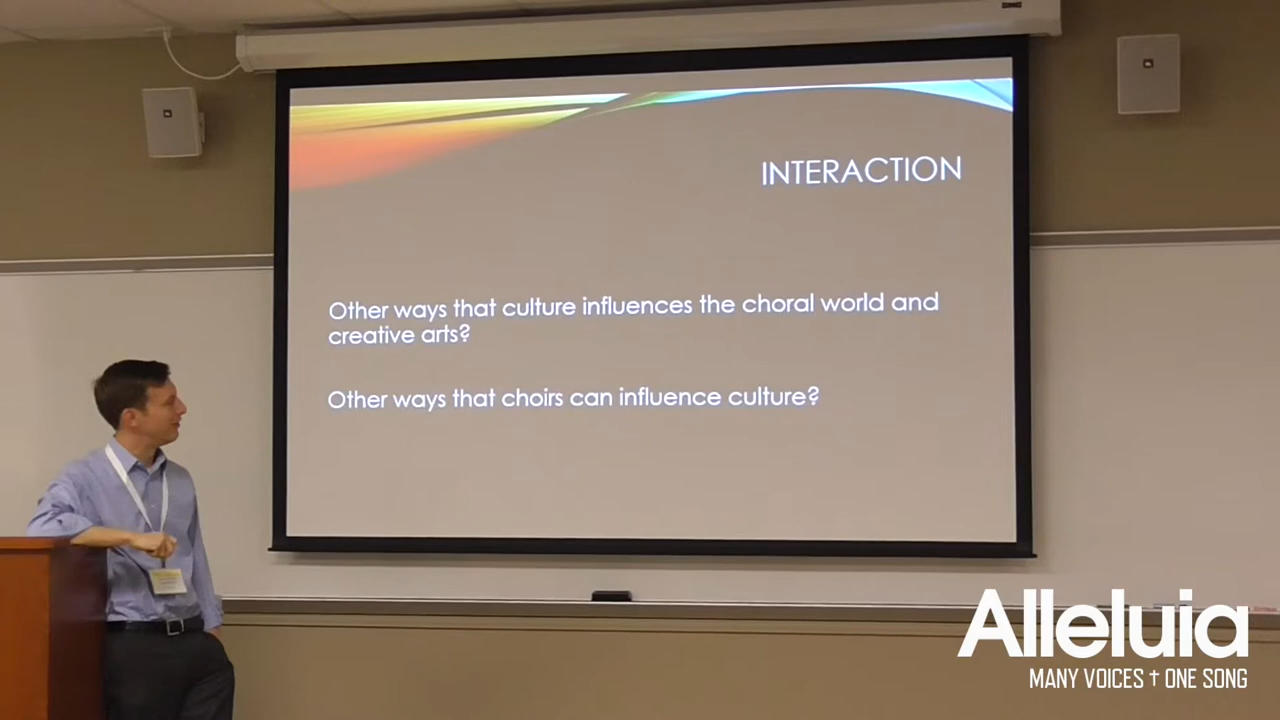 INTERACTION
Other ways that culture influences the choral world and
creative arts?
Other ways that choirs can influence culture?
Alleluia
MANY VOICES † ONE SONG